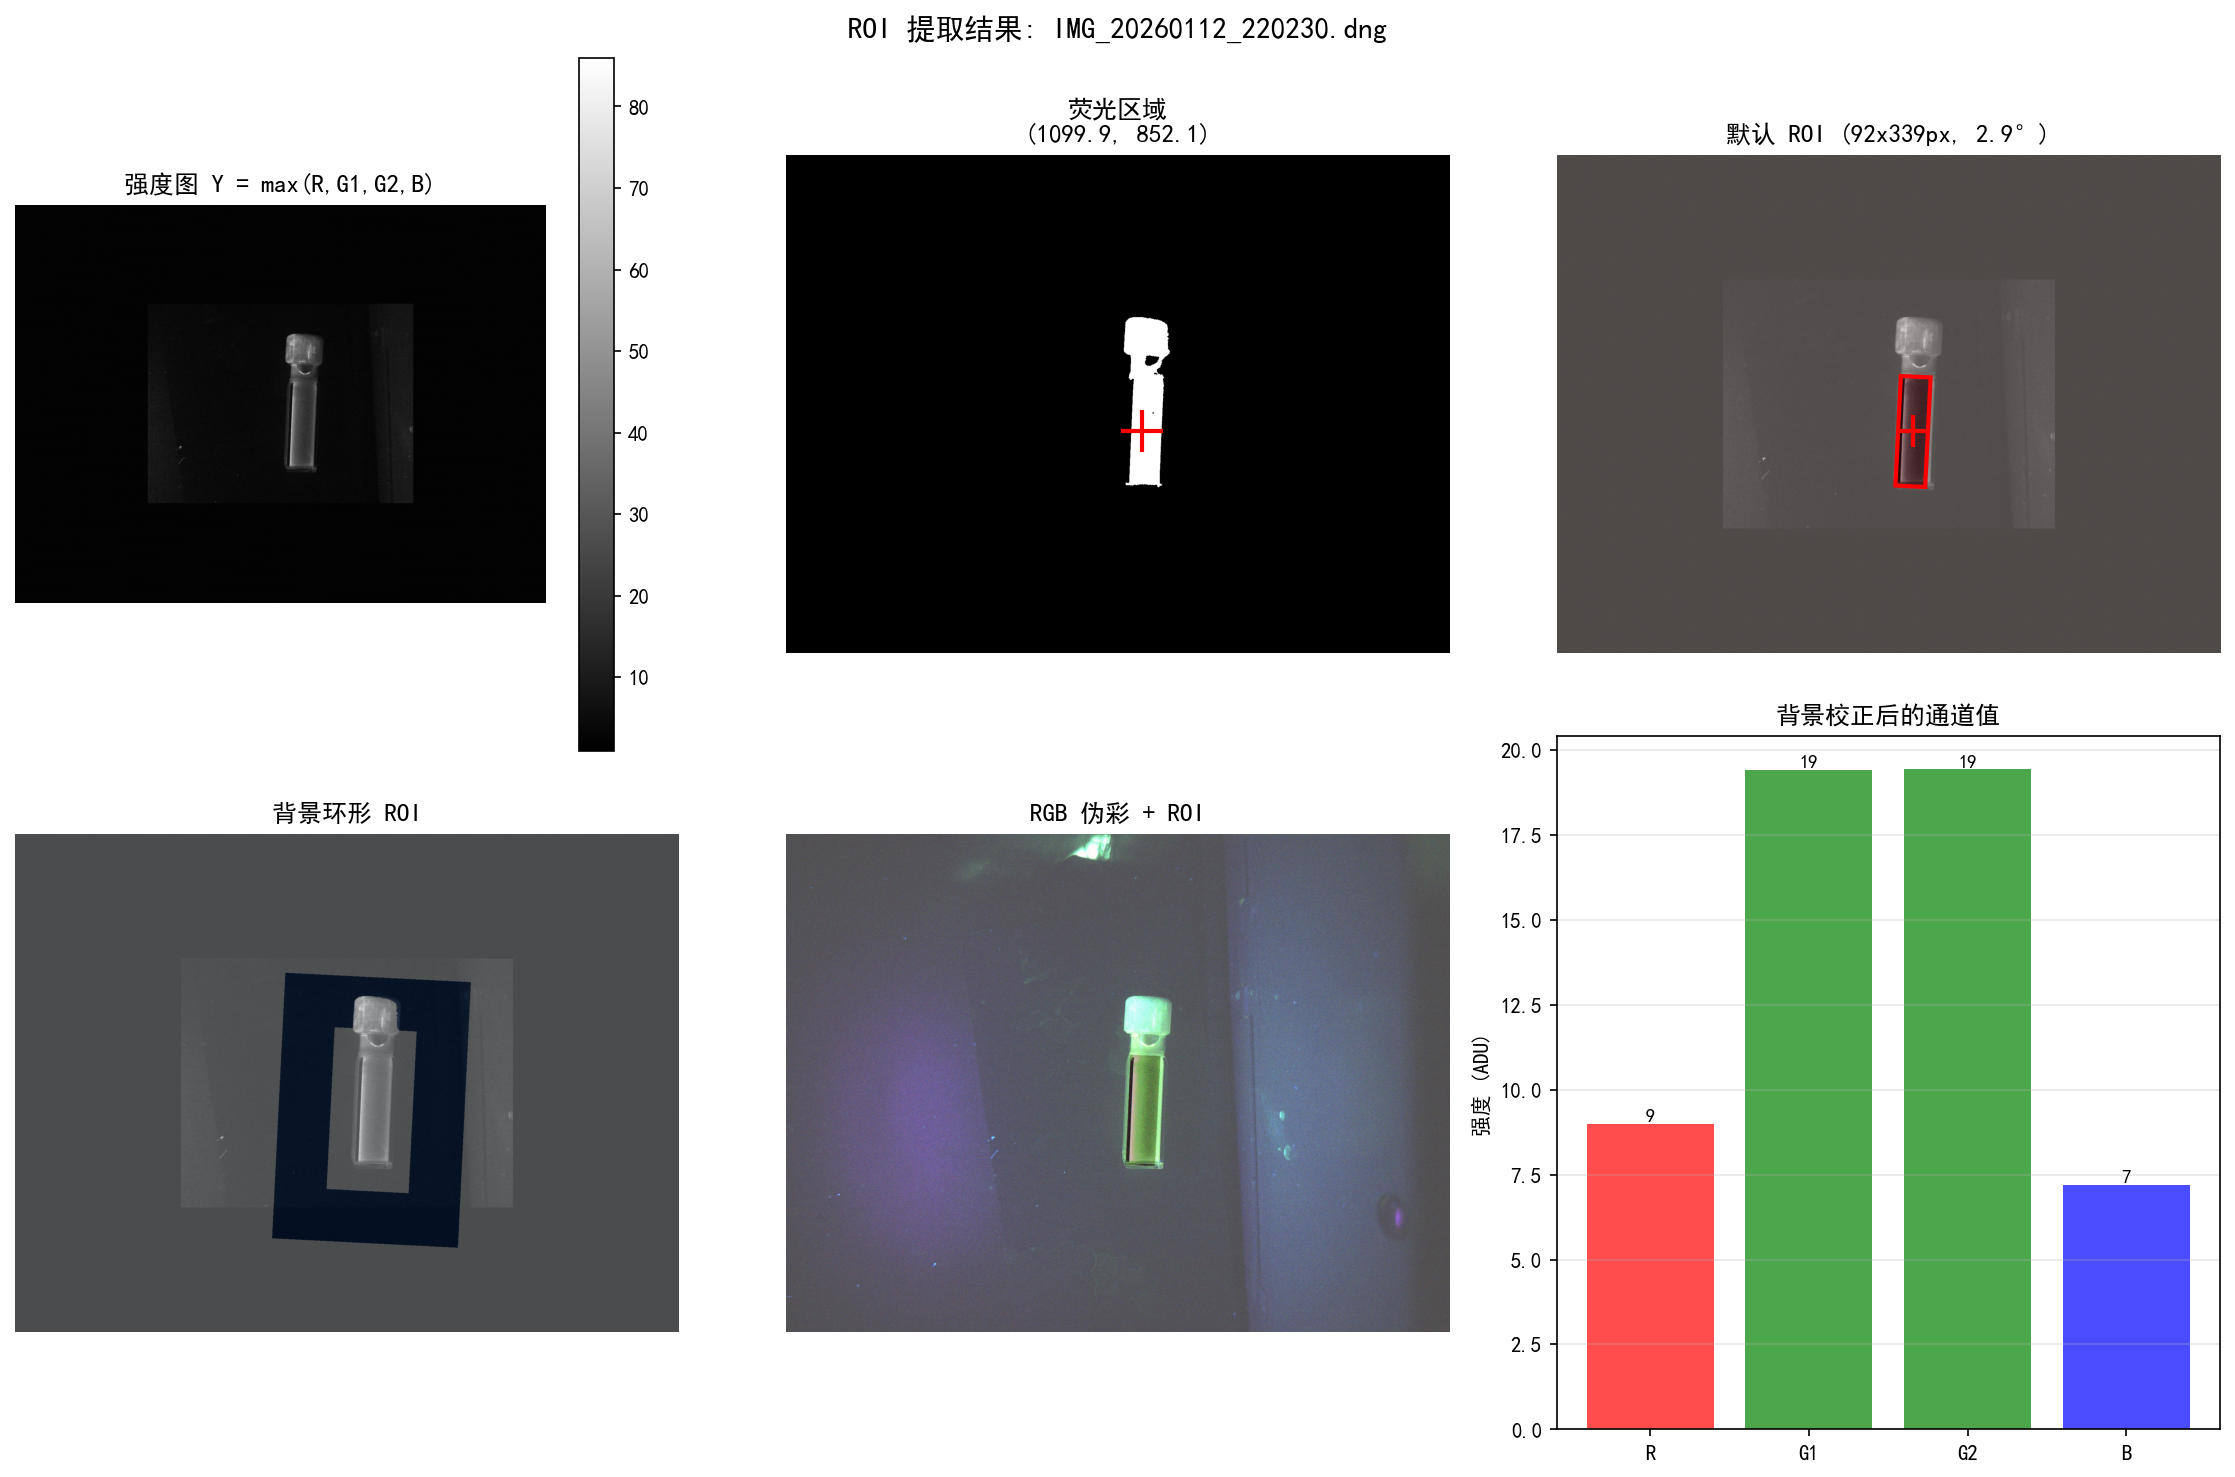 ROI 提取结果: IMG_20260112_220230.dng
强度图 Y = max(R,G1,G2,B)
80
70
60
50
40
30
20
10
荧光区域
(1099.9, 852.1)
默认 ROI (92x339px, 2.9°)
背景环形 ROI
RGB 伪彩 + ROI
背景校正后的通道值
强度 (ADU)
20.0
17.5
15.0
12.5
10.0
7.5
5.0
2.5
0.0
9
19
19
7
R
G1
G2
B